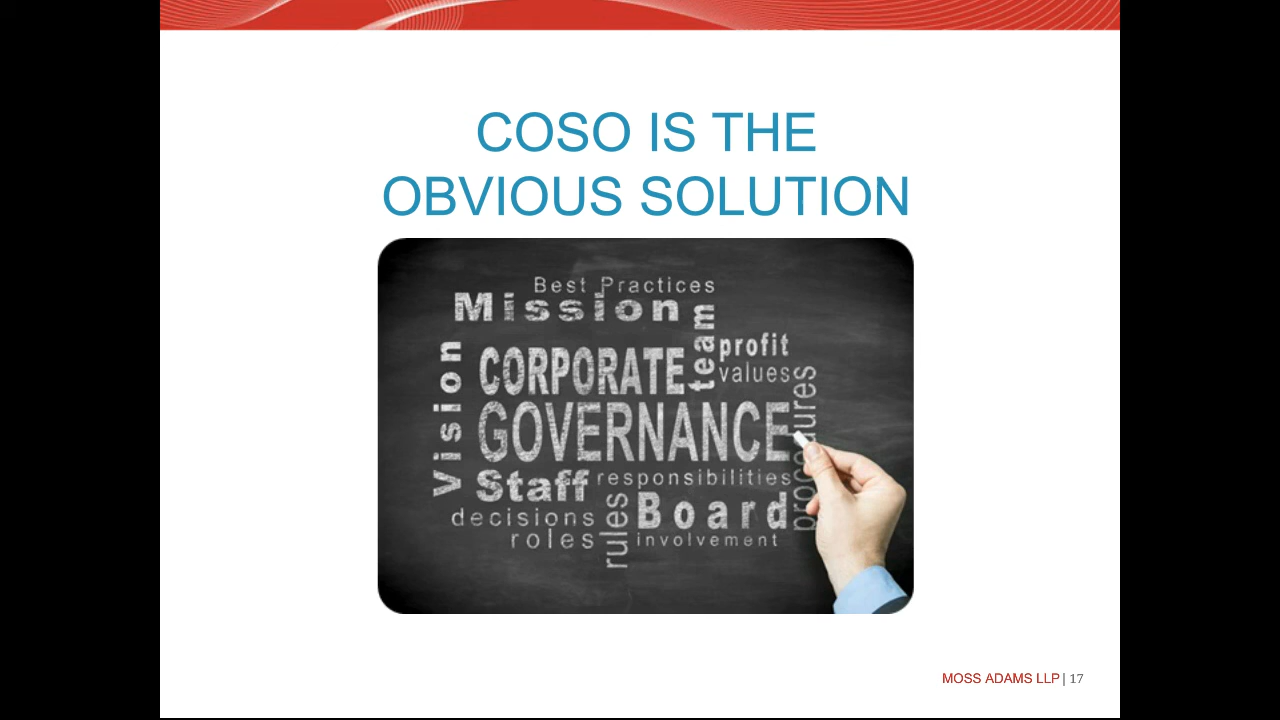 COSO IS THE
OBVIOUS SOLUTION
Best Practices
Mission
team
profit
values
Vision
CORPORATE
GOVERNANCE
procedures
Staff
responsibilities
decisions
rules
Board
roles
involvement
MOSS ADAMS LLP | 17